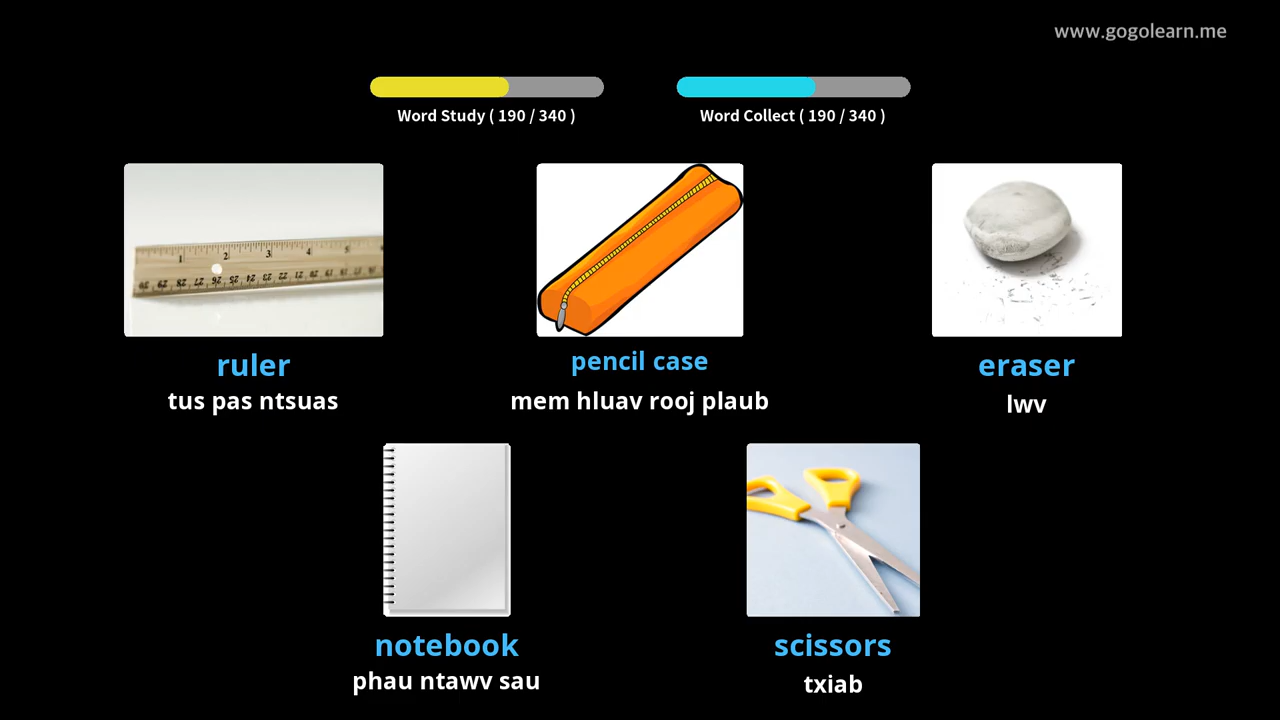 www.gogolearn.me
Word Study ( 190 / 340 )
Word Collect ( 190 / 340 )
ruler
tus pas ntsuas
pencil case
mem hluav rooj plaub
eraser
lwv
notebook
phau ntawv sau
scissors
txiab